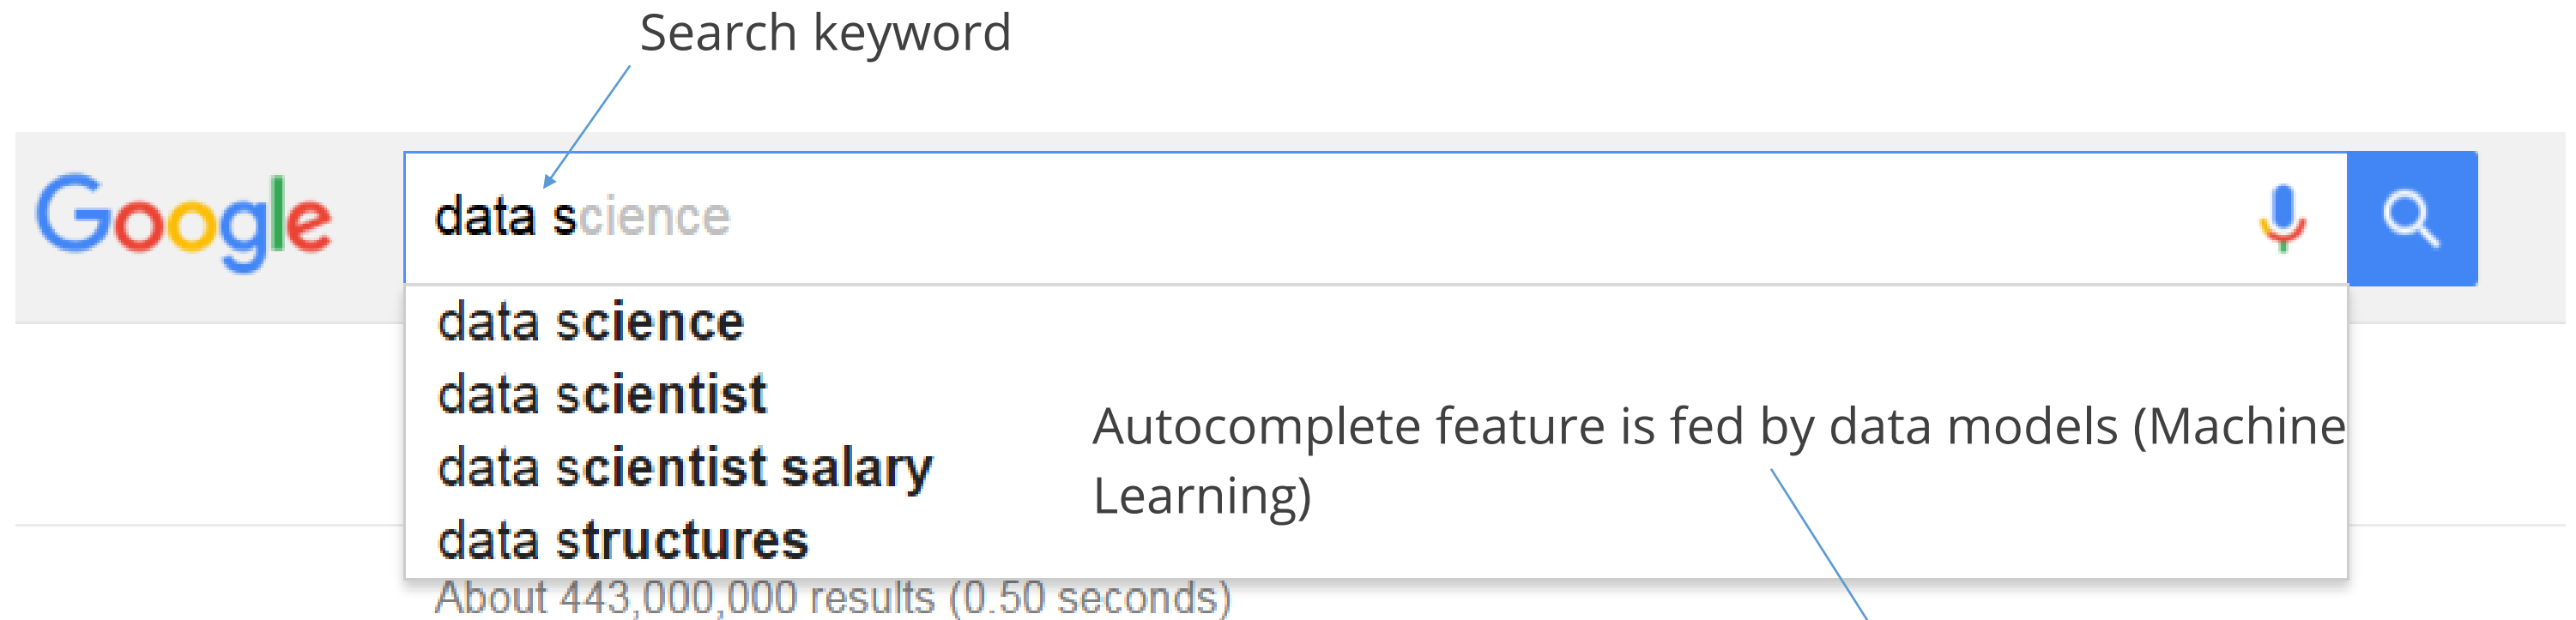 Search keyword
Google
data science
data science
data scientist
data scientist salary
data structures
Autocomplete feature is fed by data models (Machine
Learning)
About 443,000,000 results (0.50 seconds)